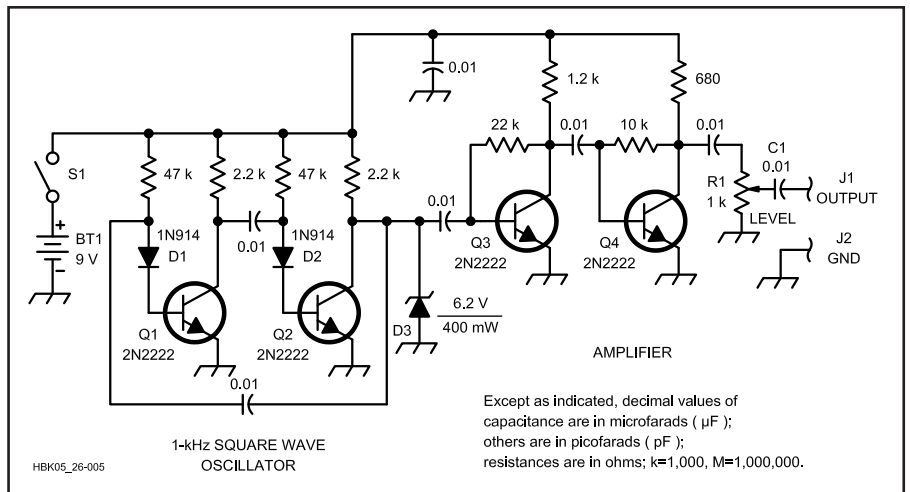 0.01
1.2 k
680
22 k
0.01
10 k
0.01
C1
0.01
R1
1 k
LEVEL
J1
OUTPUT
J2
GND
Q3
2N2222
Q4
2N2222
AMPLIFIER
S1
+
BT1
9 V
–
47 k
2.2 k
47 k
2.2 k
0.01
1N914
D1
0.01
1N914
D2
Q1
2N2222
Q2
2N2222
6.2 V
400 mW
D3
0.01
1-kHz SQUARE WAVE
OSCILLATOR
Except as indicated, decimal values of
capacitance are in microfarads ( µF );
others are in picofarads ( pF );
resistances are in ohms; k=1,000, M=1,000,000.
HBK05_26-005